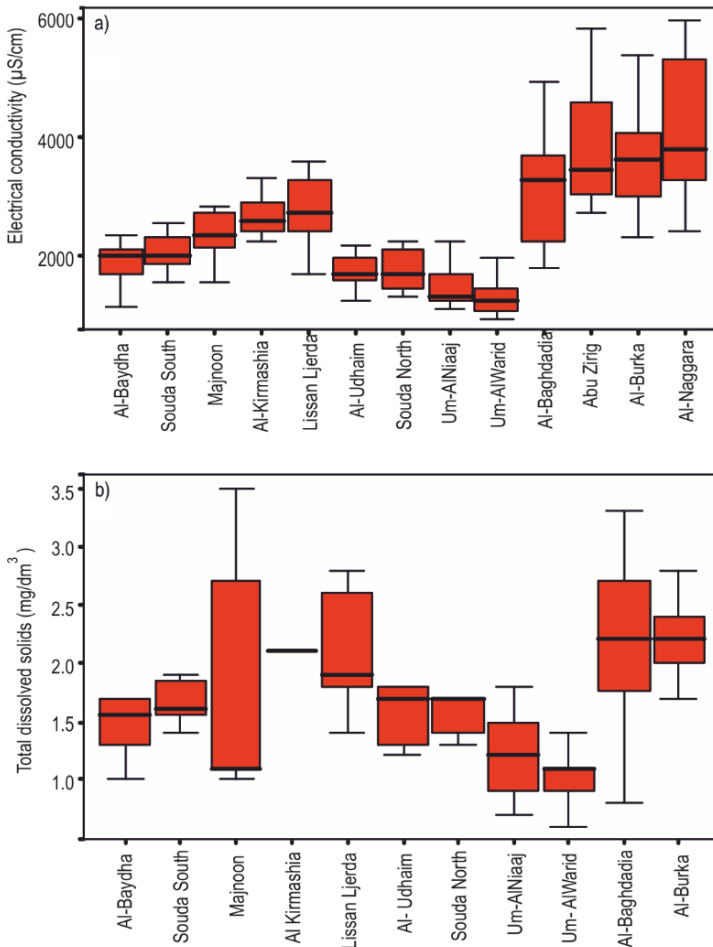 a)
Electrical conductivity (µS/cm)
6000
4000
2000
Al-Baydha
Souda South
Majnoon
Al-Kirmashia
Lissan Ljerda
Al-Udhaim
Souda North
Um-AlNiaaj
Um-AlWarid
Al-Baghdadia
Abu Zirig
Al-Burka
Al-Naggara
b)
Total dissolved solids (mg/dm³)
3.5
3.0
2.5
2.0
1.5
1.0
Al-Baydha
Souda South
Majnoon
Al Kirmashia
Lissan Ljerda
Al- Udhaim
Souda North
Um-AlNiaaj
Um- AlWarid
Al-Baghdadia
Al-Burka